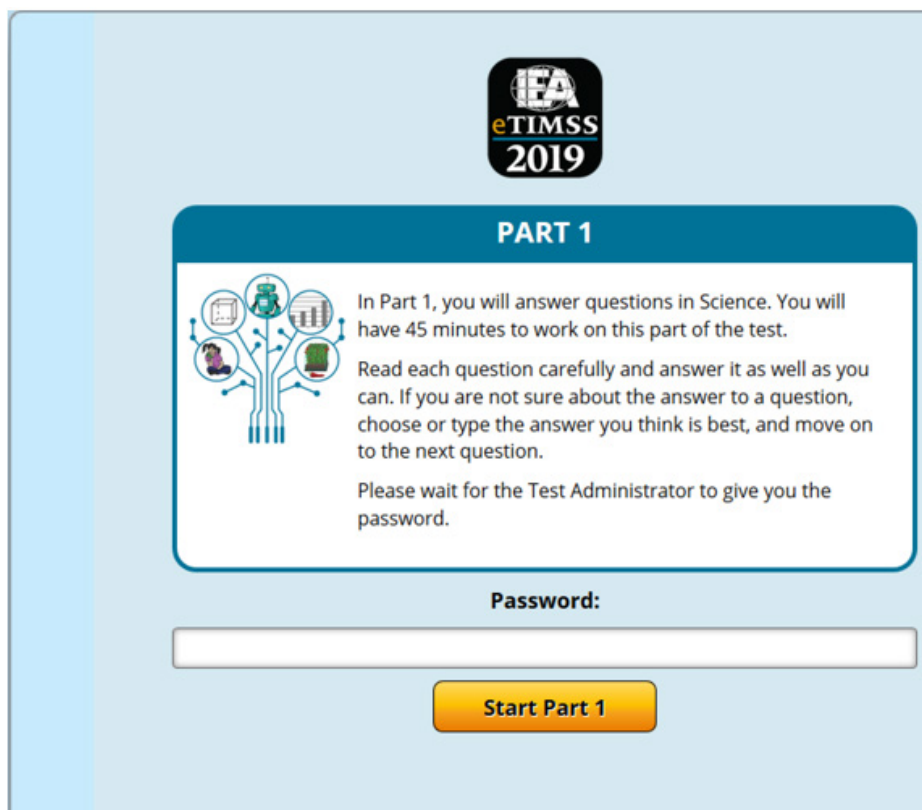 IEA
eTIMSS
2019
PART 1
In Part 1, you will answer questions in Science. You will
have 45 minutes to work on this part of the test.
Read each question carefully and answer it as well as you
can. If you are not sure about the answer to a question,
choose or type the answer you think is best, and move on
to the next question.
Please wait for the Test Administrator to give you the
password.
Password:
Start Part 1